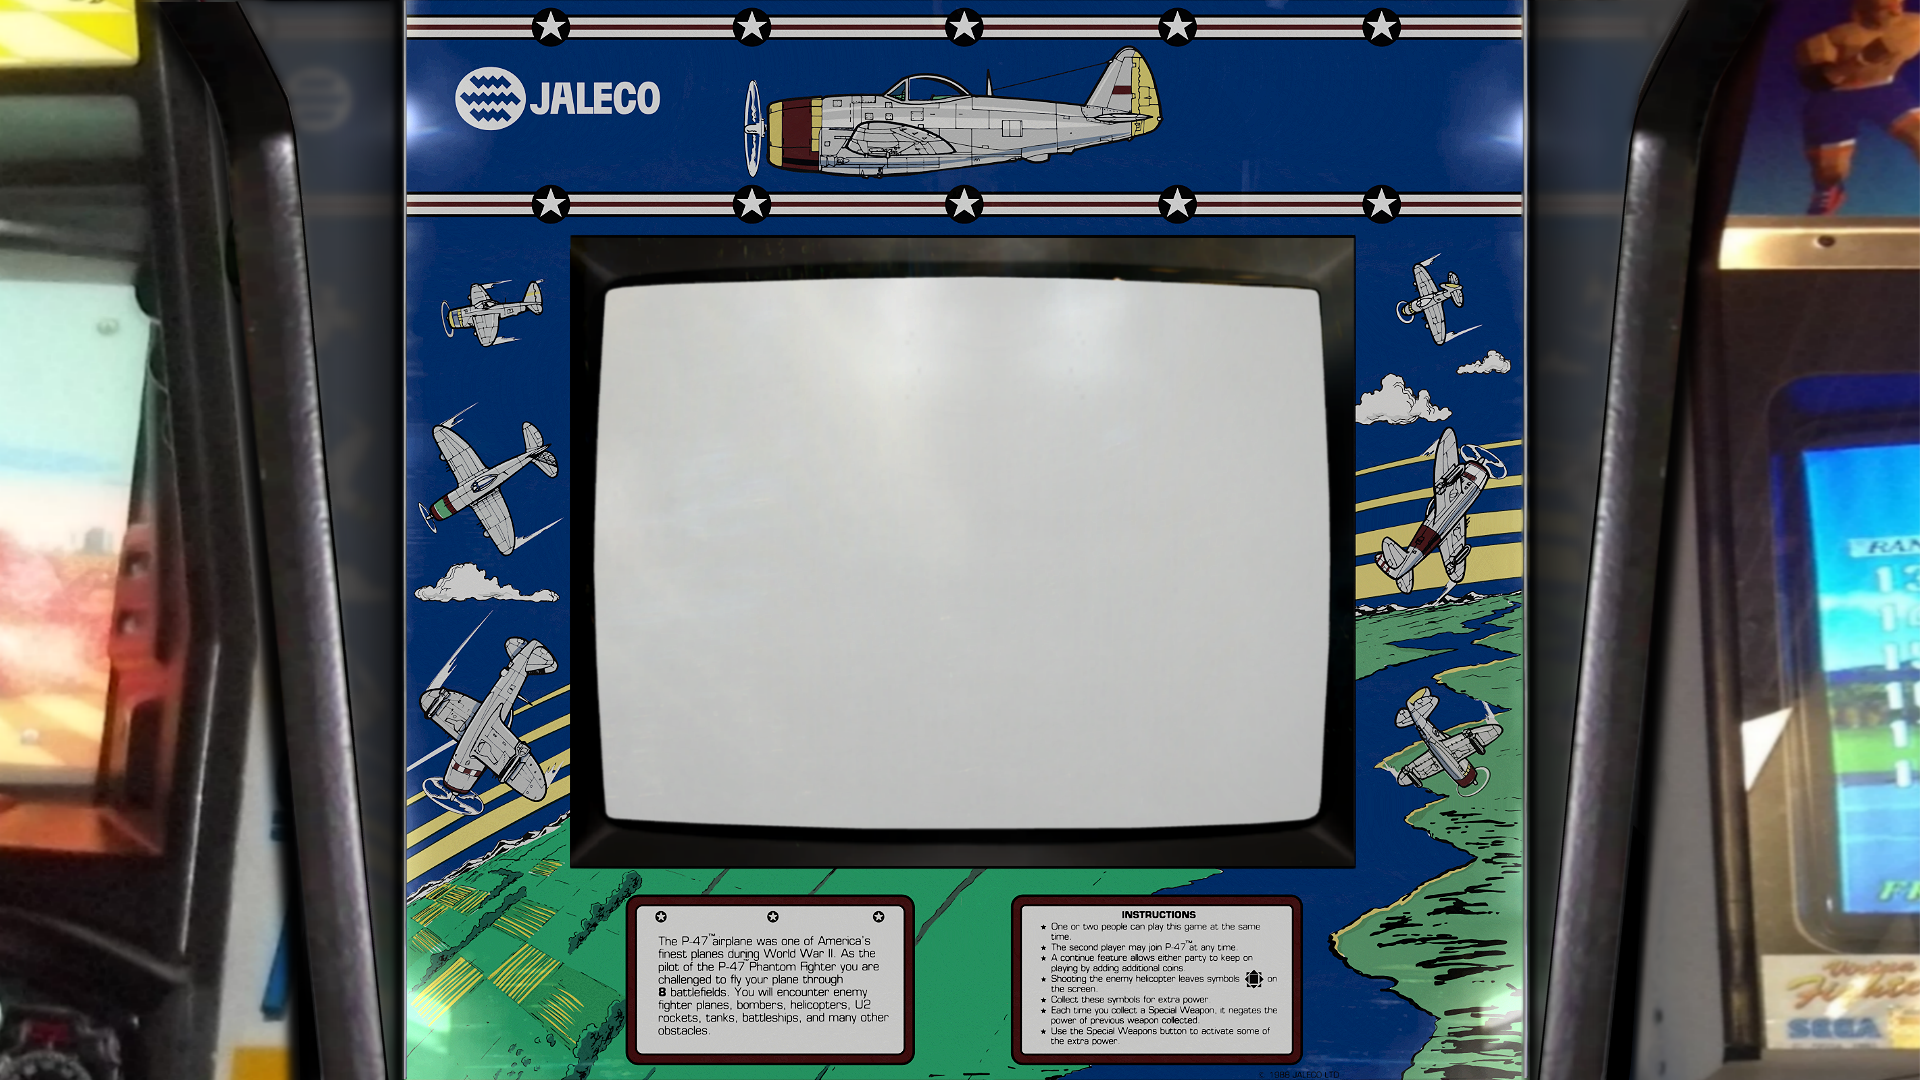 JALECO
The P-47™ airplane was one of America's
finest planes during World War II. As the
pilot of the P-47™ Phantom Fighter you are
challenged to fly your plane through
8 battlefields. You will encounter enemy
fighter planes, bombers, helicopters, U2
rockets, tanks, battleships, and many other
obstacles.
INSTRUCTIONS
★ One or two people can play this game at the same
time.
★ The second player may join P-47™ at any time.
★ A continue feature allows either party to keep on
playing by adding additional coins.
★ Shooting the enemy helicopter leaves symbols on
the screen.
★ Collect these symbols for extra power.
★ Each time you collect a Special Weapon, it negates the
power of previous weapon collected.
★ Use the Special Weapons button to activate some of
the extra power.
© 1988 JALECO LTD.
SEGA